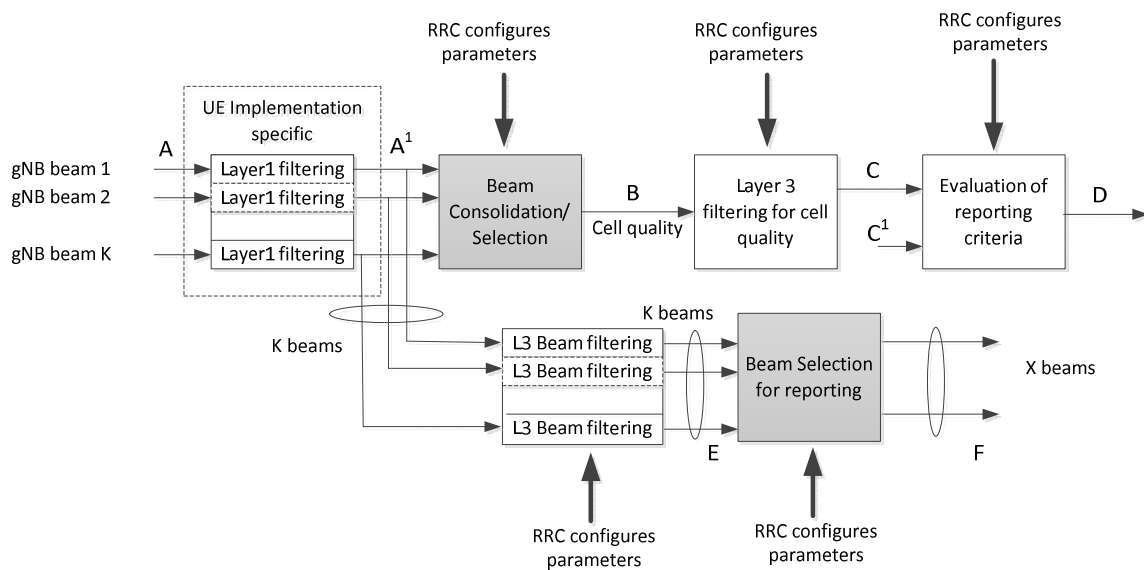 RRC configures
parameters
RRC configures
parameters
RRC configures
parameters
UE Implementation
specific
A
A¹
gNB beam 1
gNB beam 2
gNB beam K
Layer1 filtering
Layer1 filtering
Layer1 filtering
Beam
Consolidation/
Selection
B
Cell quality
Layer 3
filtering for cell
quality
C
C¹
Evaluation of
reporting
criteria
D
K beams
L3 Beam filtering
L3 Beam filtering
L3 Beam filtering
K beams
E
Beam Selection
for reporting
X beams
F
RRC configures
parameters
RRC configures
parameters